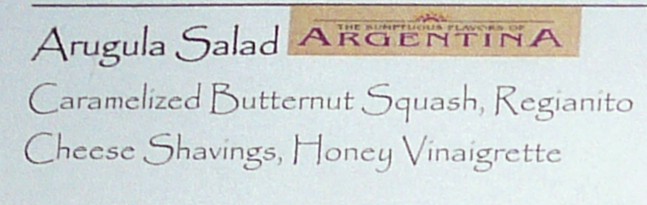 Arugula Salad
THE SUMPTUOUS FLAVORS OF
ARGENTINA
Caramelized Butternut Squash, Regianito
Cheese Shavings, Honey Vinaigrette